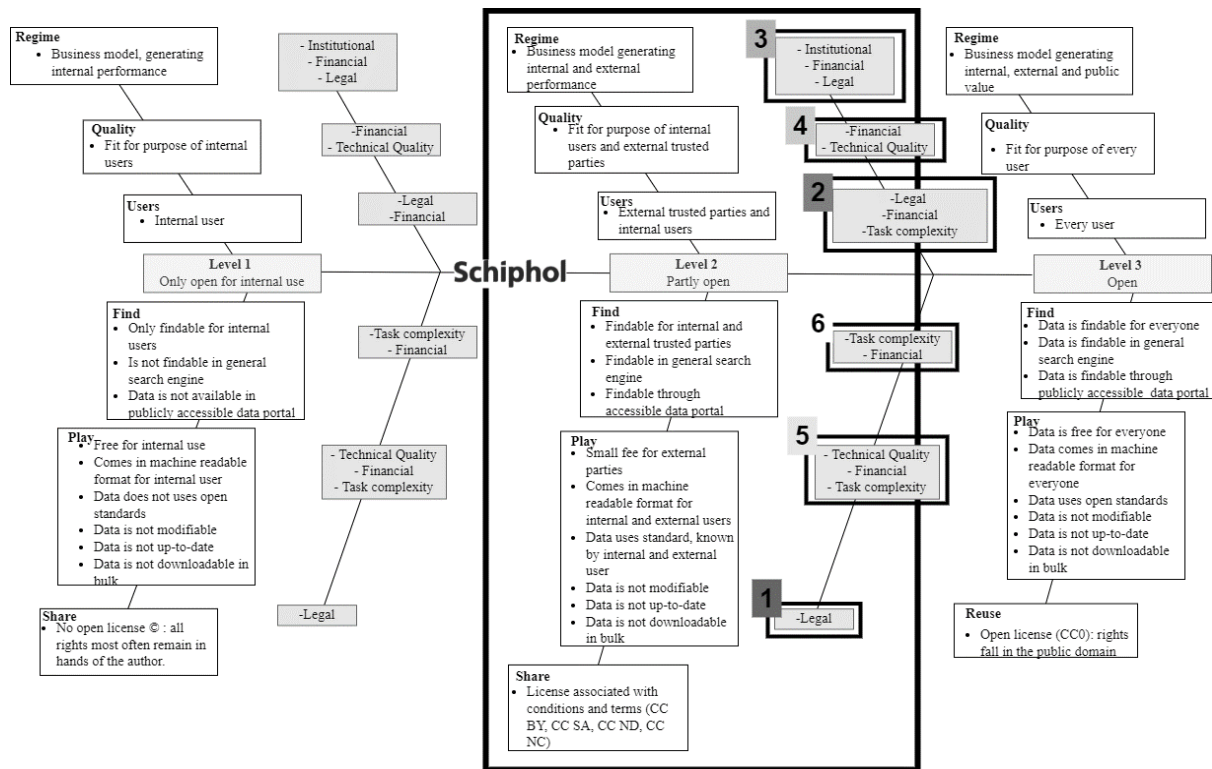 Regime
• Business model, generating
internal performance
Quality
• Fit for purpose of internal
users
Users
• Internal user
Level 1
Only open for internal use
Find
• Only findable for internal
users
• Is not findable in general
search engine
• Data is not available in
publicly accessible data portal
Play
• Free for internal use
• Comes in machine readable
format for internal user
• Data does not uses open
standards
• Data is not modifiable
• Data is not up-to-date
• Data is not downloadable in
bulk
Share
• No open license © : all
rights most often remain in
hands of the author.
- Institutional
- Financial
- Legal
-Financial
- Technical Quality
-Legal
-Financial
-Task complexity
- Financial
- Technical Quality
- Financial
- Task complexity
-Legal
Schiphol
Regime
• Business model generating
internal and external
performance
Quality
• Fit for purpose of internal
users and external trusted
parties
Users
• External trusted parties and
internal users
Level 2
Partly open
Find
• Findable for internal and
external trusted parties
• Findable in general search
engine
• Findable through
accessible data portal
Play
• Small fee for external
parties
• Comes in machine
readable format for
internal and external users
• Data uses standard, known
by internal and external
user
• Data is not modifiable
• Data is not up-to-date
• Data is not downloadable
in bulk
Share
• License associated with
conditions and terms (CC
BY, CC SA, CC ND, CC
NC)
3
- Institutional
- Financial
- Legal
4
-Financial
- Technical Quality
2
-Legal
-Financial
-Task complexity
6
-Task complexity
- Financial
5
- Technical Quality
- Financial
- Task complexity
1
-Legal
Regime
• Business model generating
internal, external and public
value
Quality
• Fit for purpose of every
user
Users
• Every user
Level 3
Open
Find
• Data is findable for everyone
• Data is findable in general
search engine
• Data is findable through
publicly accessible data portal
Play
• Data is free for everyone
• Data comes in machine
readable format for
everyone
• Data uses open standards
• Data is not modifiable
• Data is not up-to-date
• Data is not downloadable
in bulk
Reuse
• Open license (CC0): rights
fall in the public domain